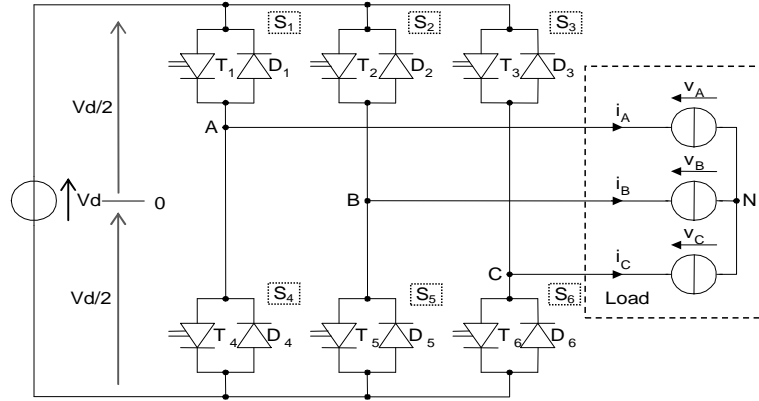 S1 S2 S3
T1 D1 T2 D2 T3 D3
Vd/2
vA
A iA
vB
Vd 0 B iB N
vC
C iC
Vd/2 S4 S5 S6 Load
T4 D4 T5 D5 T6 D6